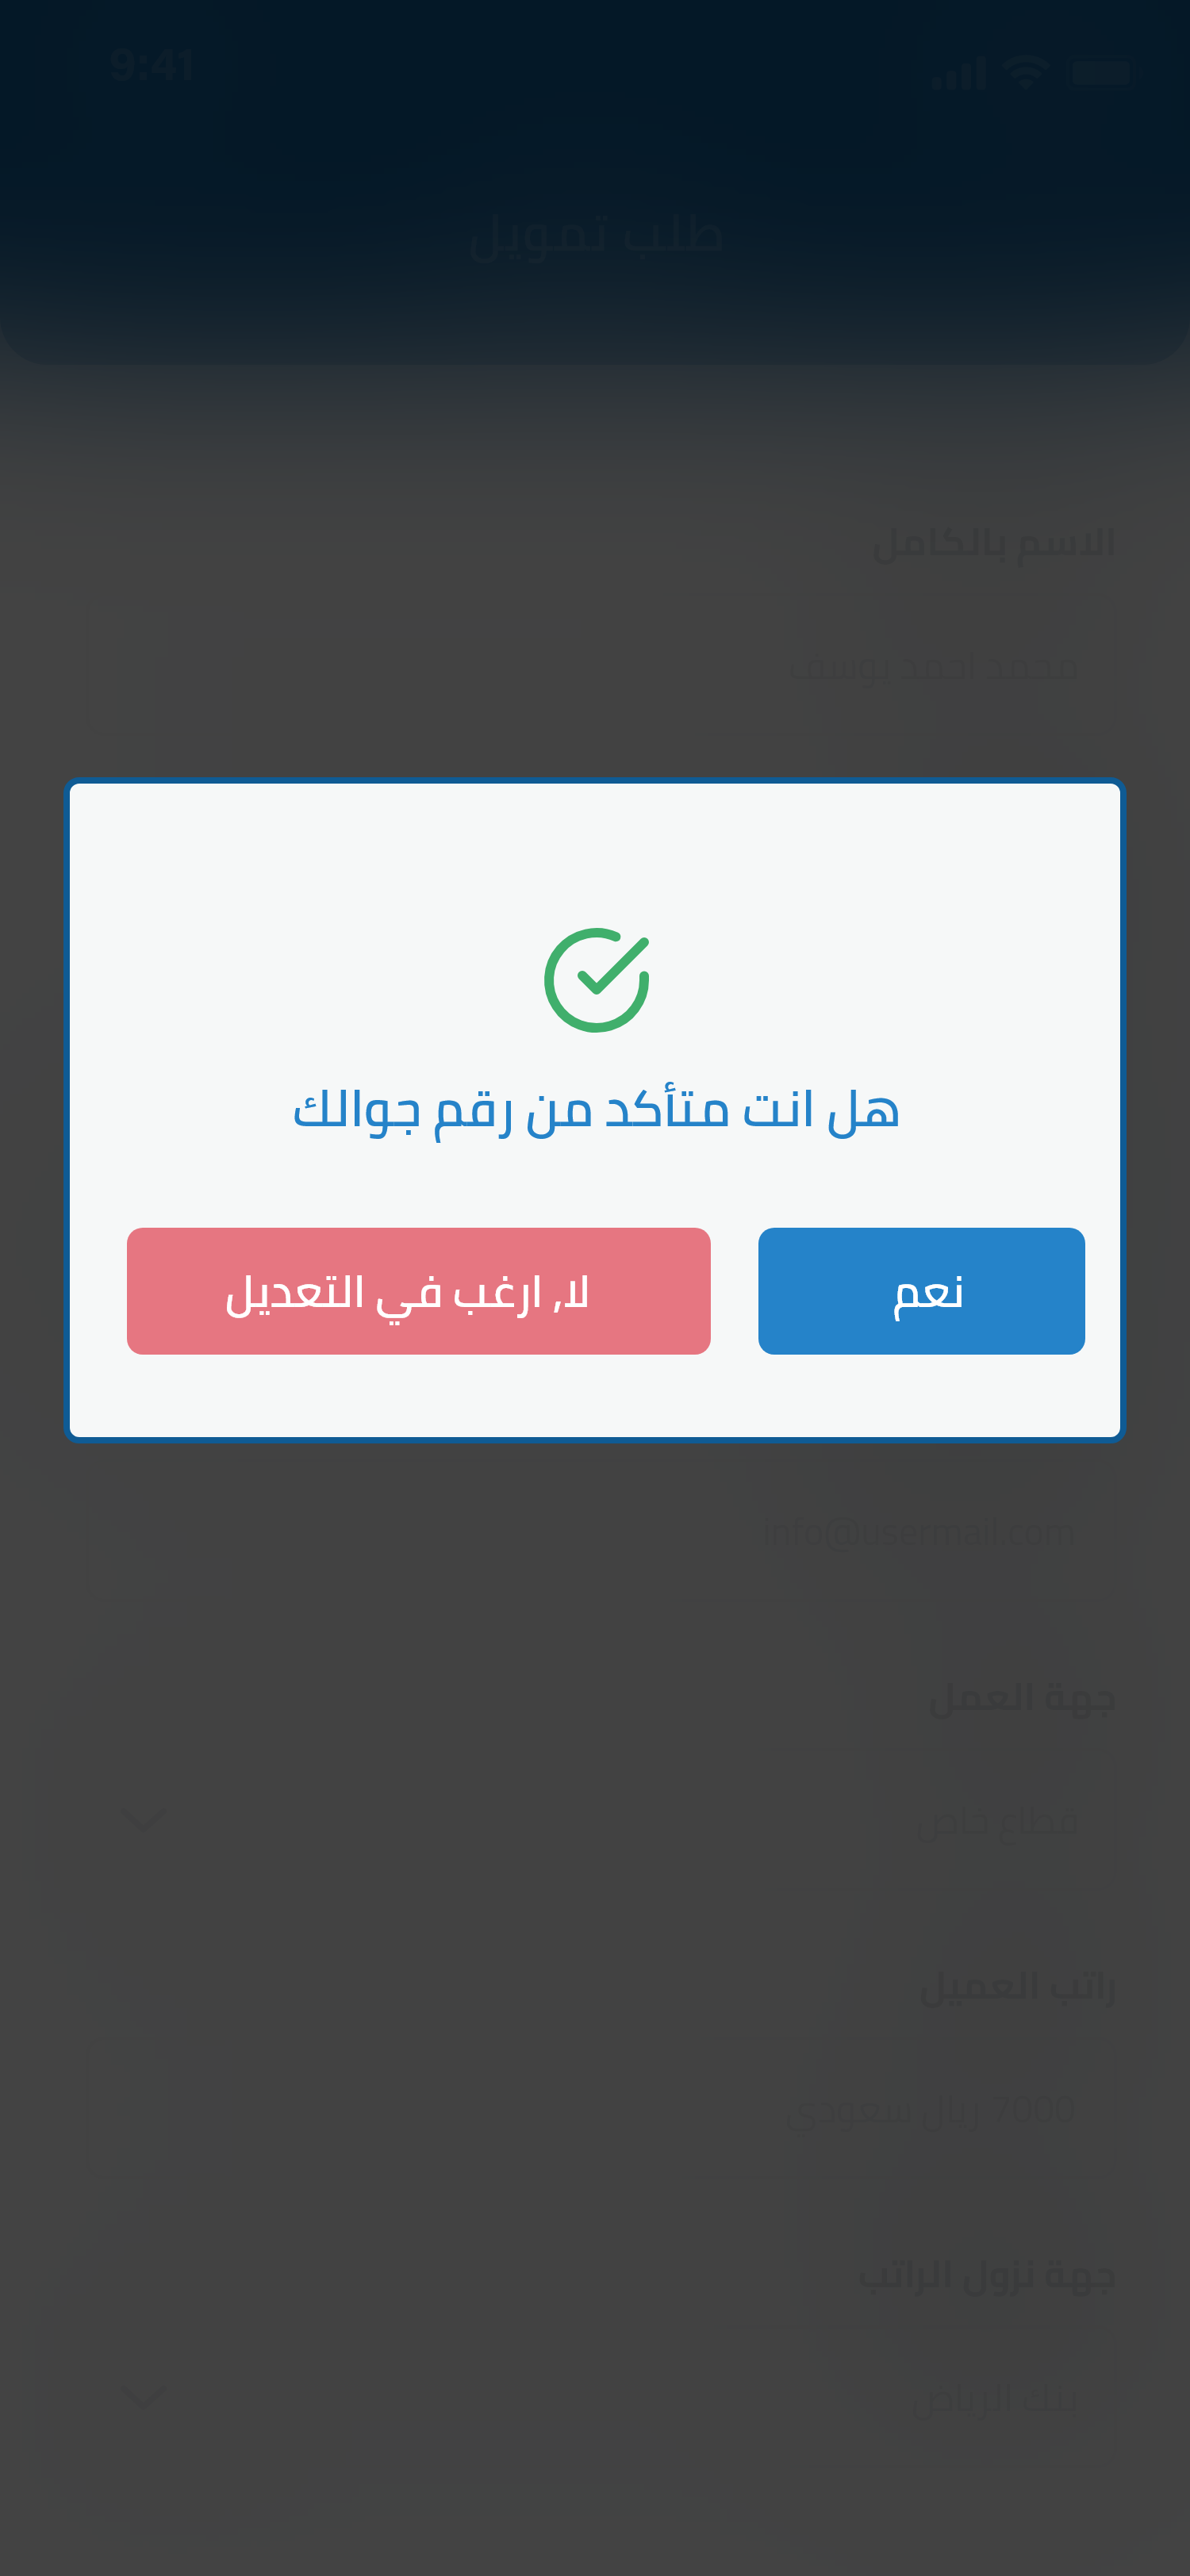 9:41
طلب تمويل
الاسم بالكامل
محمد احمد يوسف
هل انت متأكد من رقم جوالك
نعم
لا, ارغب في التعديل
info@usermail.com
جهة العمل
قطاع خاص
راتب العميل
7000 ريال سعودي
جهة نزول الراتب
بنك الرياض